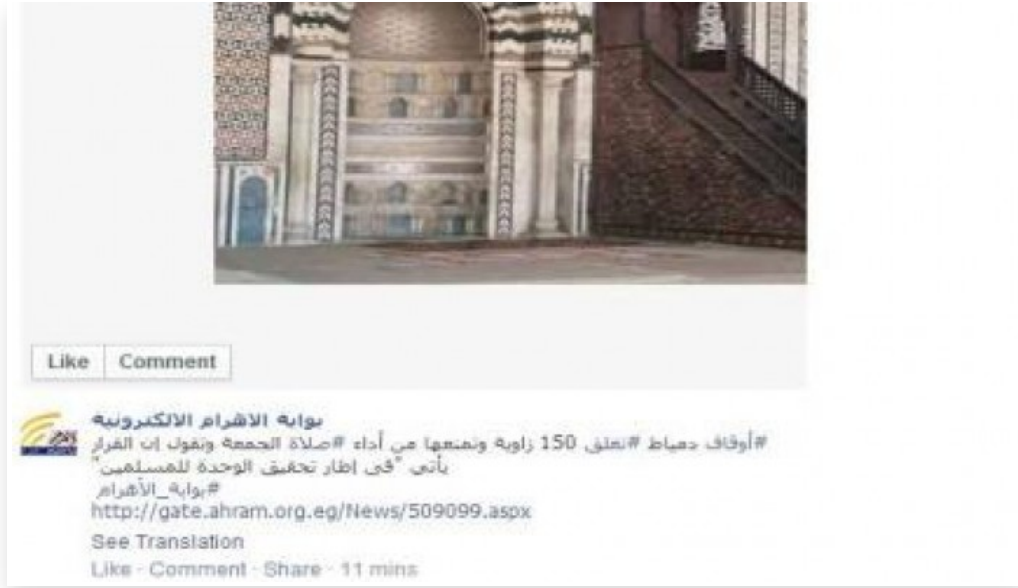 Like Comment
بوابة الاهرام الالكترونية
#أوقاف دمياط #تغلق 150 زاوية وتمنعها من أداء #صلاة الجمعة وتقول إن القرار
يأتى "فى إطار تحقيق الوحدة للمسلمين"
#بوابة_الأهرام
http://gate.ahram.org.eg/News/509099.aspx
See Translation
Like · Comment · Share · 11 mins